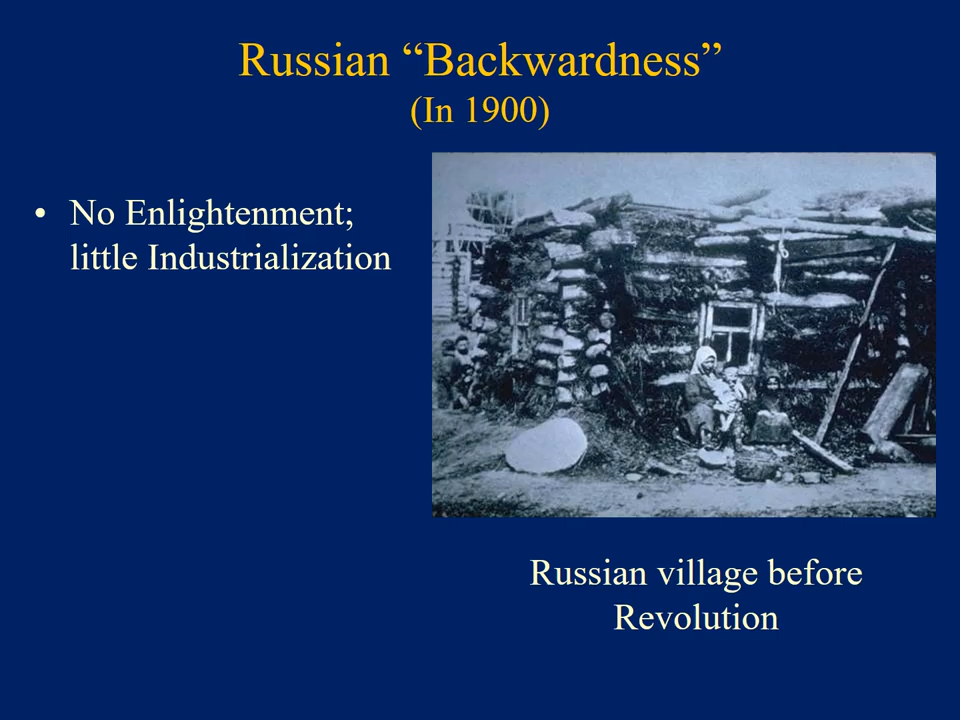 Russian “Backwardness”
(In 1900)
• No Enlightenment;
little Industrialization
Russian village before
Revolution